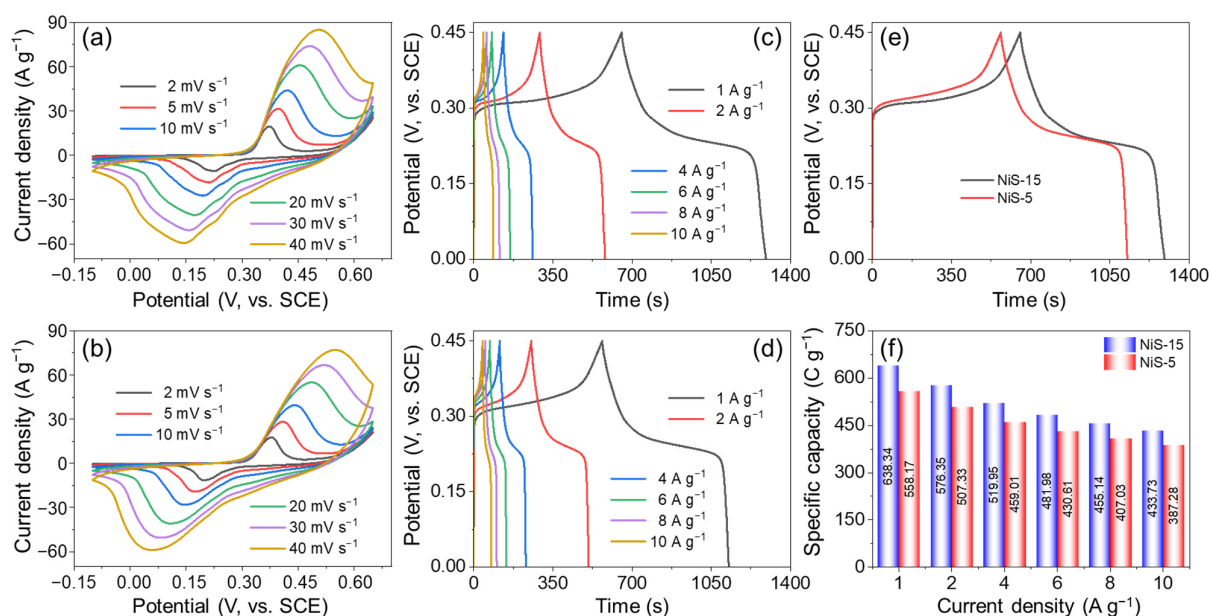 (a)
Current density (A g⁻¹)
90
60
30
0
−30
−60
2 mV s⁻¹
5 mV s⁻¹
10 mV s⁻¹
20 mV s⁻¹
30 mV s⁻¹
40 mV s⁻¹
−0.15 0.00 0.15 0.30 0.45 0.60
Potential (V, vs. SCE)
(c)
Potential (V, vs. SCE)
0.45
0.30
0.15
0.00
1 A g⁻¹
2 A g⁻¹
4 A g⁻¹
6 A g⁻¹
8 A g⁻¹
10 A g⁻¹
0 350 700 1050 1400
Time (s)
(e)
Potential (V, vs. SCE)
0.45
0.30
0.15
0.00
NiS-15
NiS-5
0 350 700 1050 1400
Time (s)
(b)
Current density (A g⁻¹)
90
60
30
0
−30
−60
2 mV s⁻¹
5 mV s⁻¹
10 mV s⁻¹
20 mV s⁻¹
30 mV s⁻¹
40 mV s⁻¹
−0.15 0.00 0.15 0.30 0.45 0.60
Potential (V, vs. SCE)
(d)
Potential (V, vs. SCE)
0.45
0.30
0.15
0.00
1 A g⁻¹
2 A g⁻¹
4 A g⁻¹
6 A g⁻¹
8 A g⁻¹
10 A g⁻¹
0 350 700 1050 1400
Time (s)
(f)
Specific capacity (C g⁻¹)
750
600
450
300
150
0
NiS-15
NiS-5
638.34
558.17
576.35
507.33
519.95
459.01
481.98
430.61
455.14
407.03
433.73
387.28
1 2 4 6 8 10
Current density (A g⁻¹)